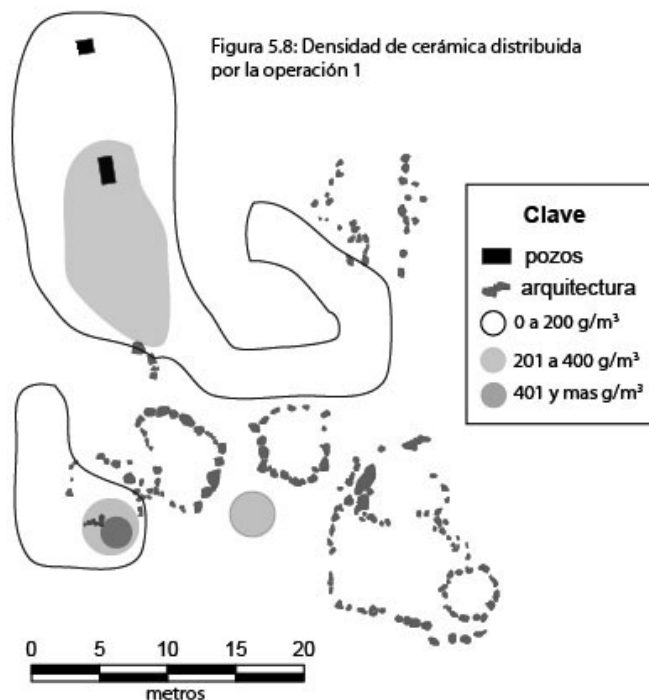 Figura 5.8: Densidad de cerámica distribuida
por la operación 1
Clave
pozos
arquitectura
0 a 200 g/m³
201 a 400 g/m³
401 y mas g/m³
0 5 10 15 20
metros